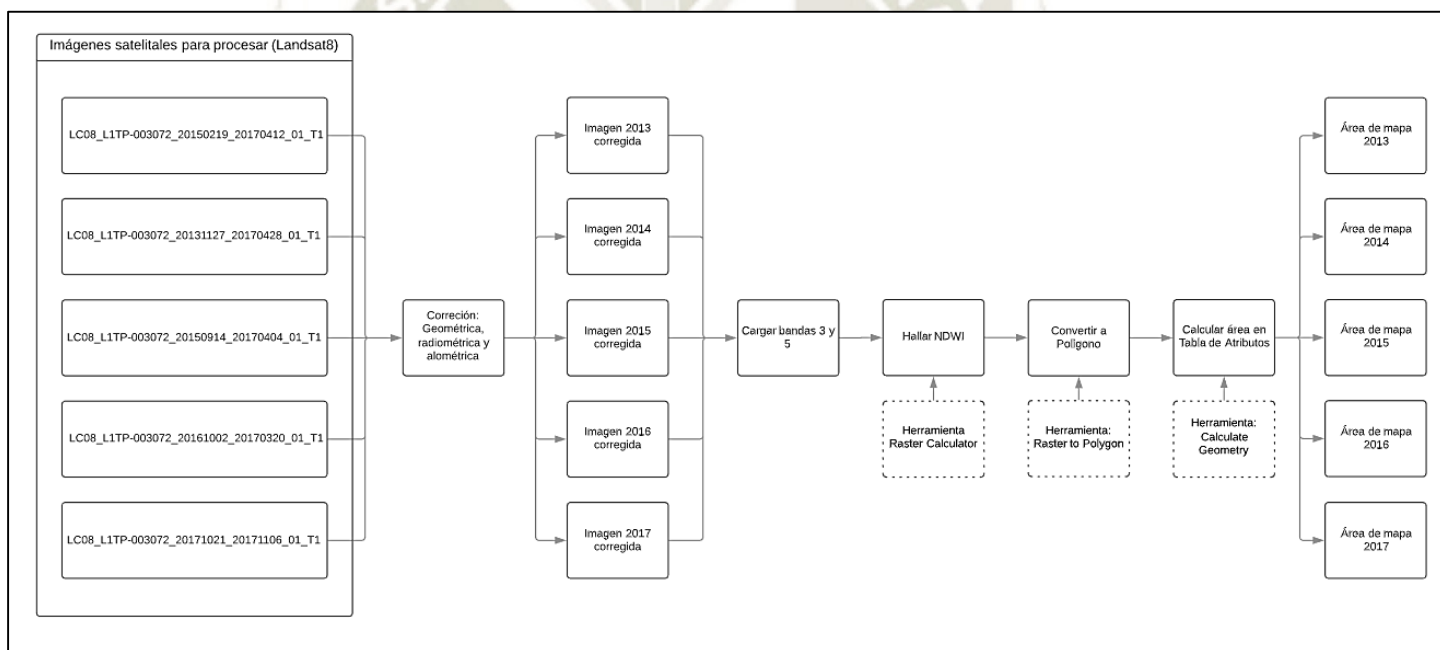 Imágenes satelitales para procesar (Landsat8)
LC08_L1TP-003072_20150219_20170412_01_T1
LC08_L1TP-003072_20131127_20170428_01_T1
LC08_L1TP-003072_20150914_20170404_01_T1
LC08_L1TP-003072_20161002_20170320_01_T1
LC08_L1TP-003072_20171021_20171106_01_T1
Correción:
Geométrica,
radiométrica y
alométrica
Imagen 2013
corregida
Imagen 2014
corregida
Imagen 2015
corregida
Imagen 2016
corregida
Imagen 2017
corregida
Cargar bandas 3 y
5
Hallar NDWI
Herramienta
Raster Calculator
Convertir a
Polígono
Herramienta:
Raster to Polygon
Calcular área en
Tabla de Atributos
Herramienta:
Calculate
Geometry
Área de mapa
2013
Área de mapa
2014
Área de mapa
2015
Área de mapa
2016
Área de mapa
2017